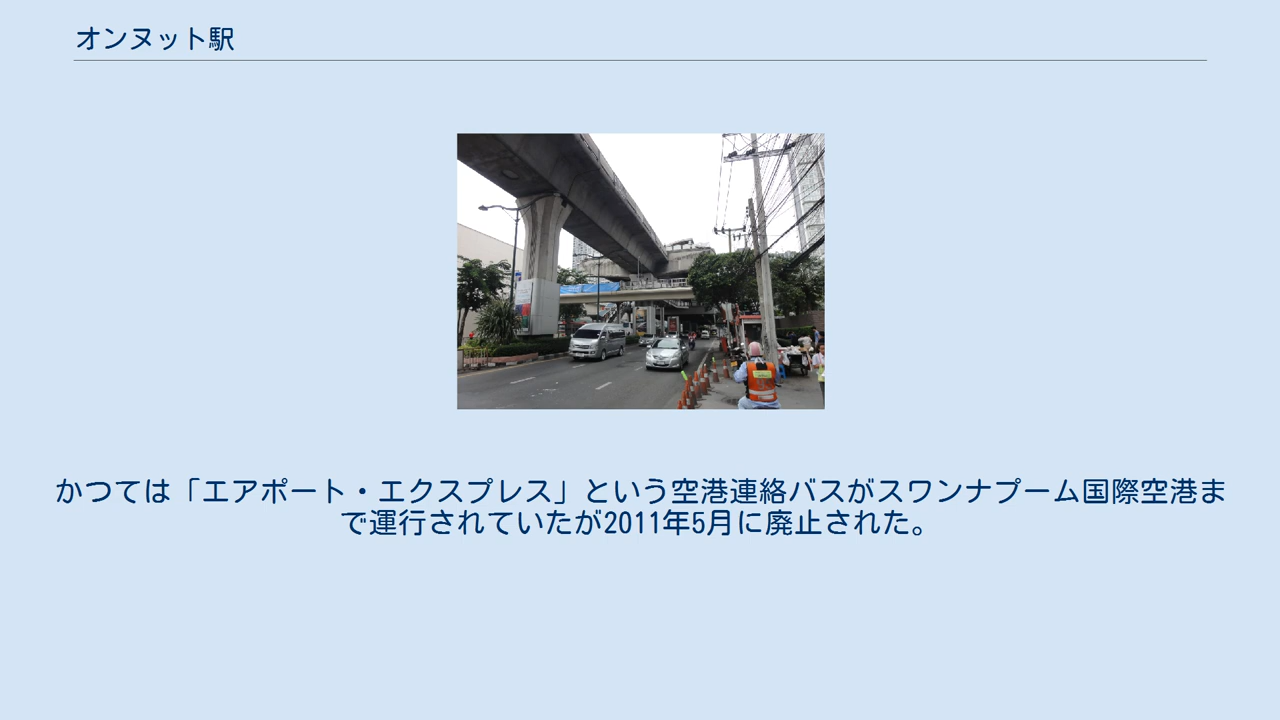 オンヌット駅
かつては「エアポート・エクスプレス」という空港連絡バスがスワンナプーム国際空港ま
で運行されていたが2011年5月に廃止された。